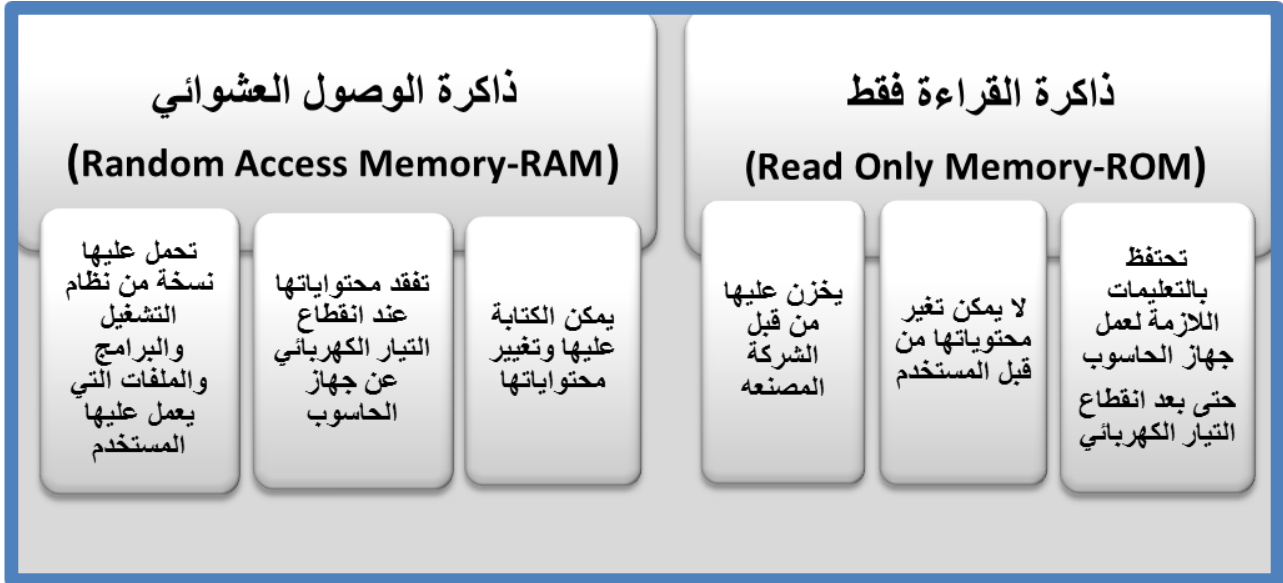 ذاكرة القراءة فقط
(Read Only Memory-ROM)
تحتفظ
بالتعليمات
اللازمة لعمل
جهاز الحاسوب
حتى بعد انقطاع
التيار الكهربائي
لا يمكن تغير
محتوياتها من
قبل المستخدم
يخزن عليها
من قبل
الشركة
المصنعه
ذاكرة الوصول العشوائي
(Random Access Memory-RAM)
يمكن الكتابة
عليها وتغيير
محتواياتها
تفقد محتواياتها
عند انقطاع
التيار الكهربائي
عن جهاز
الحاسوب
تحمل عليها
نسخة من نظام
التشغيل
والبرامج
والملفات التي
يعمل عليها
المستخدم